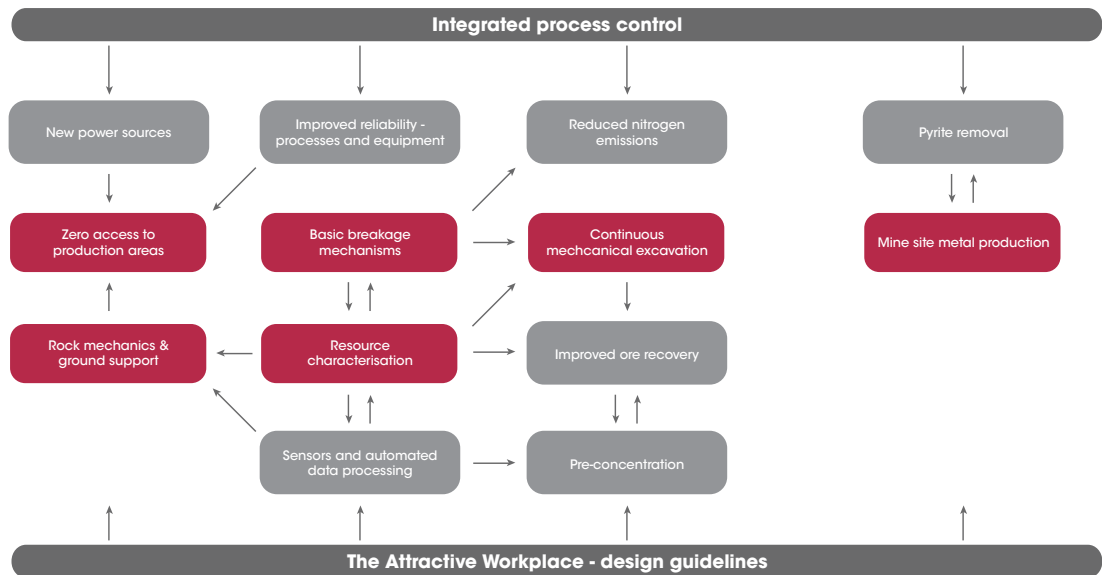 Integrated process control
New power sources
Improved reliability -
processes and equipment
Reduced nitrogen
emissions
Pyrite removal
Zero access to
production areas
Basic breakage
mechanisms
Continuous
mechcanical excavation
Mine site metal production
Rock mechanics &
ground support
Resource
characterisation
Improved ore recovery
Sensors and automated
data processing
Pre-concentration
The Attractive Workplace - design guidelines